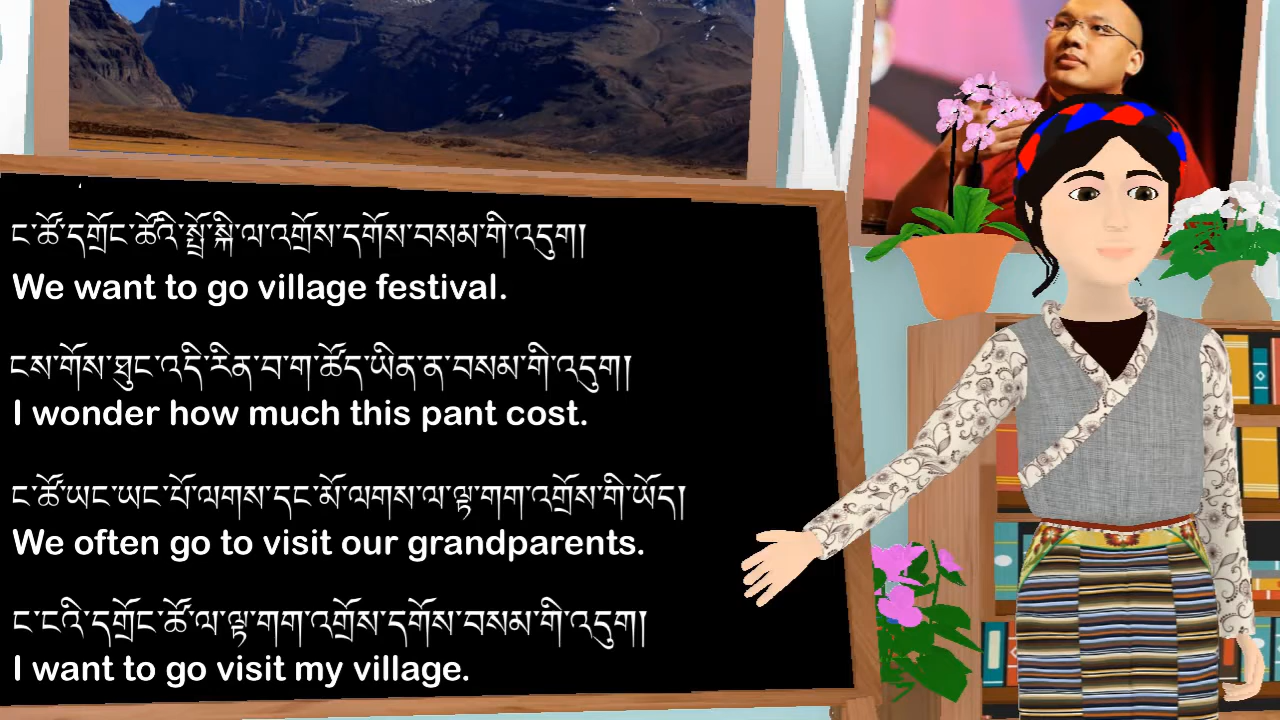 ང་ཚོ་དགྲོང་ཚོའི་སྤྲོ་སྐི་ལ་འགྲོས་དགོས་བསམ་གི་འདུག།
We want to go village festival.
ངས་གོས་ཐུང་འདི་རིན་བ་ག་ཚོད་ཡིན་ན་བསམ་གི་འདུག།
I wonder how much this pant cost.
ང་ཚོ་ཡང་ཡང་པོ་ལགས་དང་མོ་ལགས་ལ་ལྟ་གག་འགྲོས་གི་ཡོད།
We often go to visit our grandparents.
ང་ངའི་དགྲོང་ཚོ་ལ་ལྟ་གག་འགྲོས་དགོས་བསམ་གི་འདུག།
I want to go visit my village.